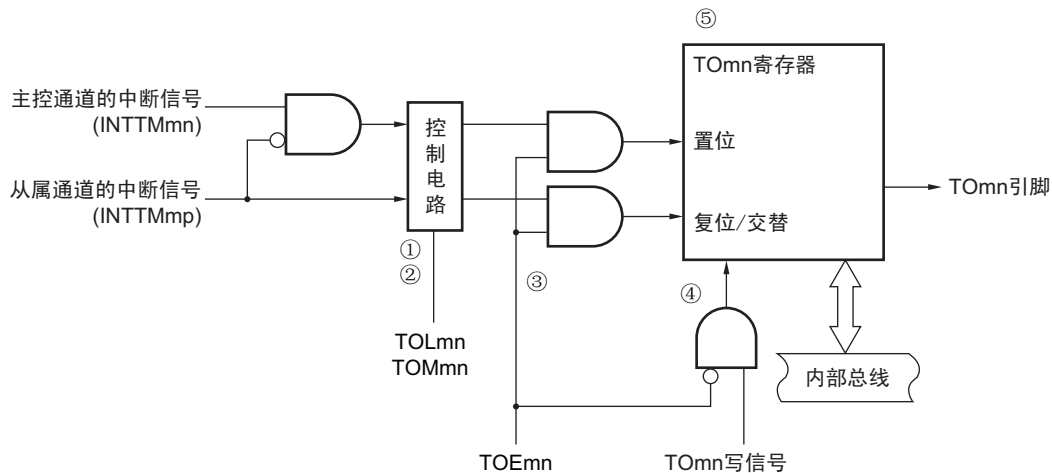 ⑤
TOmn寄存器
主控通道的中断信号
(INTTMmn)
控制电路
置位
从属通道的中断信号
(INTTMmp)
TOmn引脚
复位/交替
①
②
③
④
TOLmn
TOMmn
内部总线
TOEmn
TOmn写信号